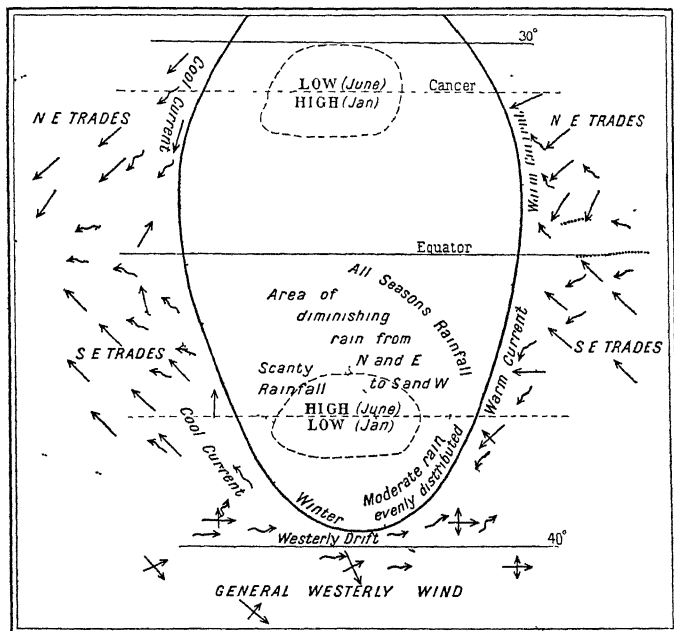 30°
Cool Current
LOW (June)
HIGH (Jan)
Cancer
N E TRADES
N E TRADES
Warm Current
Equator
All Seasons Rainfall
Area of
diminishing
rain from
N and E
to S and W
Scanty
Rainfall
S E TRADES
S E TRADES
Warm Current
HIGH (June)
LOW (Jan)
Cool Current
Winter
Moderate rain
evenly distributed
Westerly Drift
40°
GENERAL WESTERLY WIND